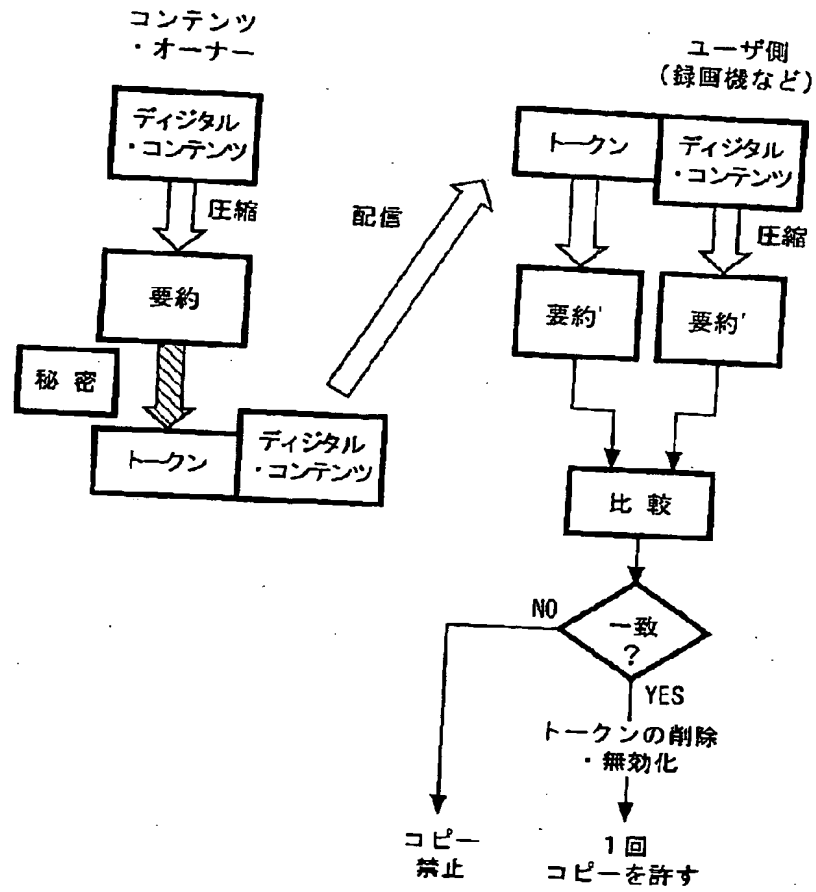 コンテンツ
・オーナー
ディジタル
・コンテンツ
圧縮
要約
秘密
トークン
ディジタル
・コンテンツ
配信
ユーザ側
(録画機など)
トークン
ディジタル
・コンテンツ
圧縮
要約'
要約'
比較
一致
?
NO
YES
トークンの削除
・無効化
コピー
禁止
1回
コピーを許す